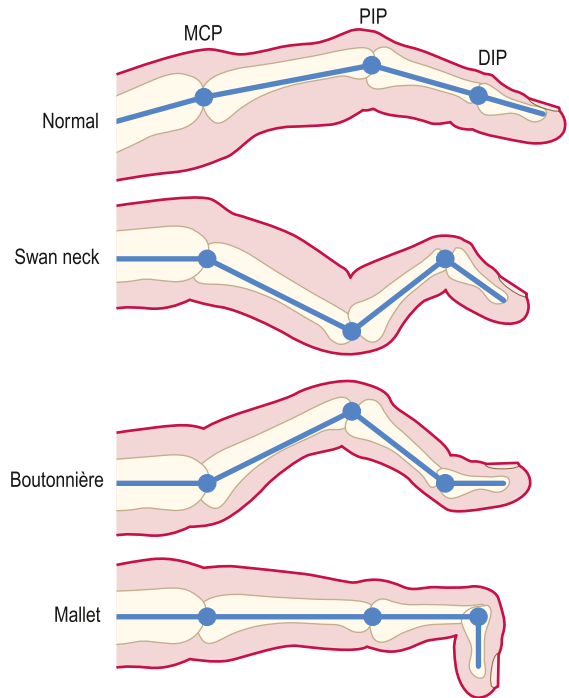 MCP
PIP
DIP
Normal
Swan neck
Boutonnière
Mallet